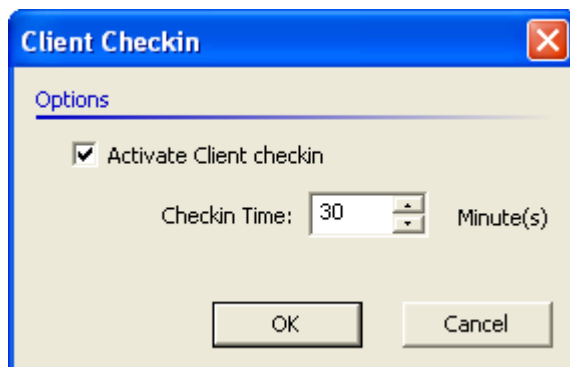 Client Checkin
Options
Activate Client checkin
Checkin Time: 30 Minute(s)
OK Cancel